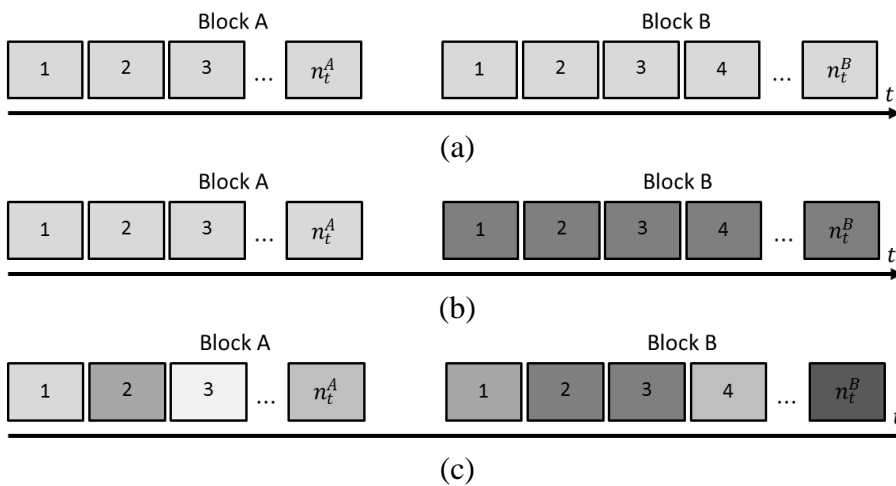 Block A Block B
1 2 3 ... n_t^A 1 2 3 4 ... n_t^B
t
(a)
Block A Block B
1 2 3 ... n_t^A 1 2 3 4 ... n_t^B
t
(b)
Block A Block B
1 2 3 ... n_t^A 1 2 3 4 ... n_t^B
t
(c)